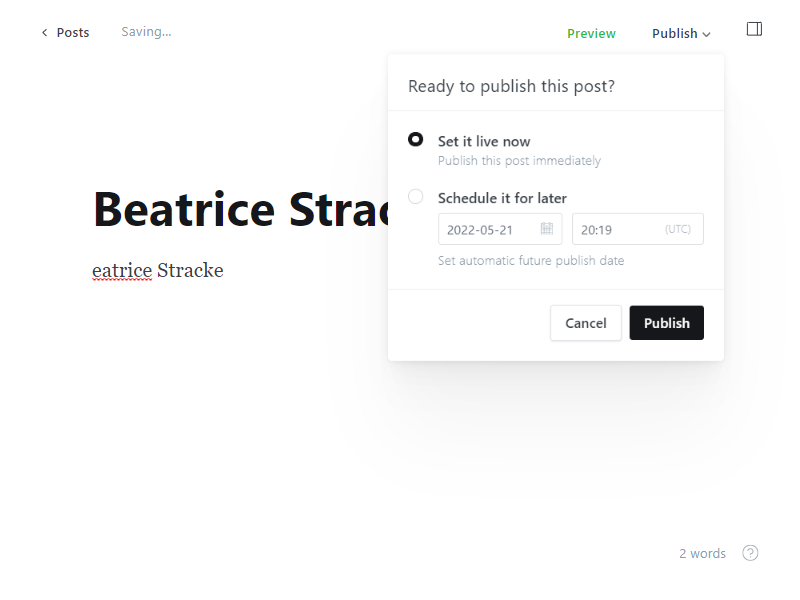 Posts Saving... Preview Publish
Ready to publish this post?
Set it live now
Publish this post immediately
Schedule it for later
2022-05-21 20:19 (UTC)
Set automatic future publish date
Cancel Publish
Beatrice Strac
eatrice Stracke
2 words ?